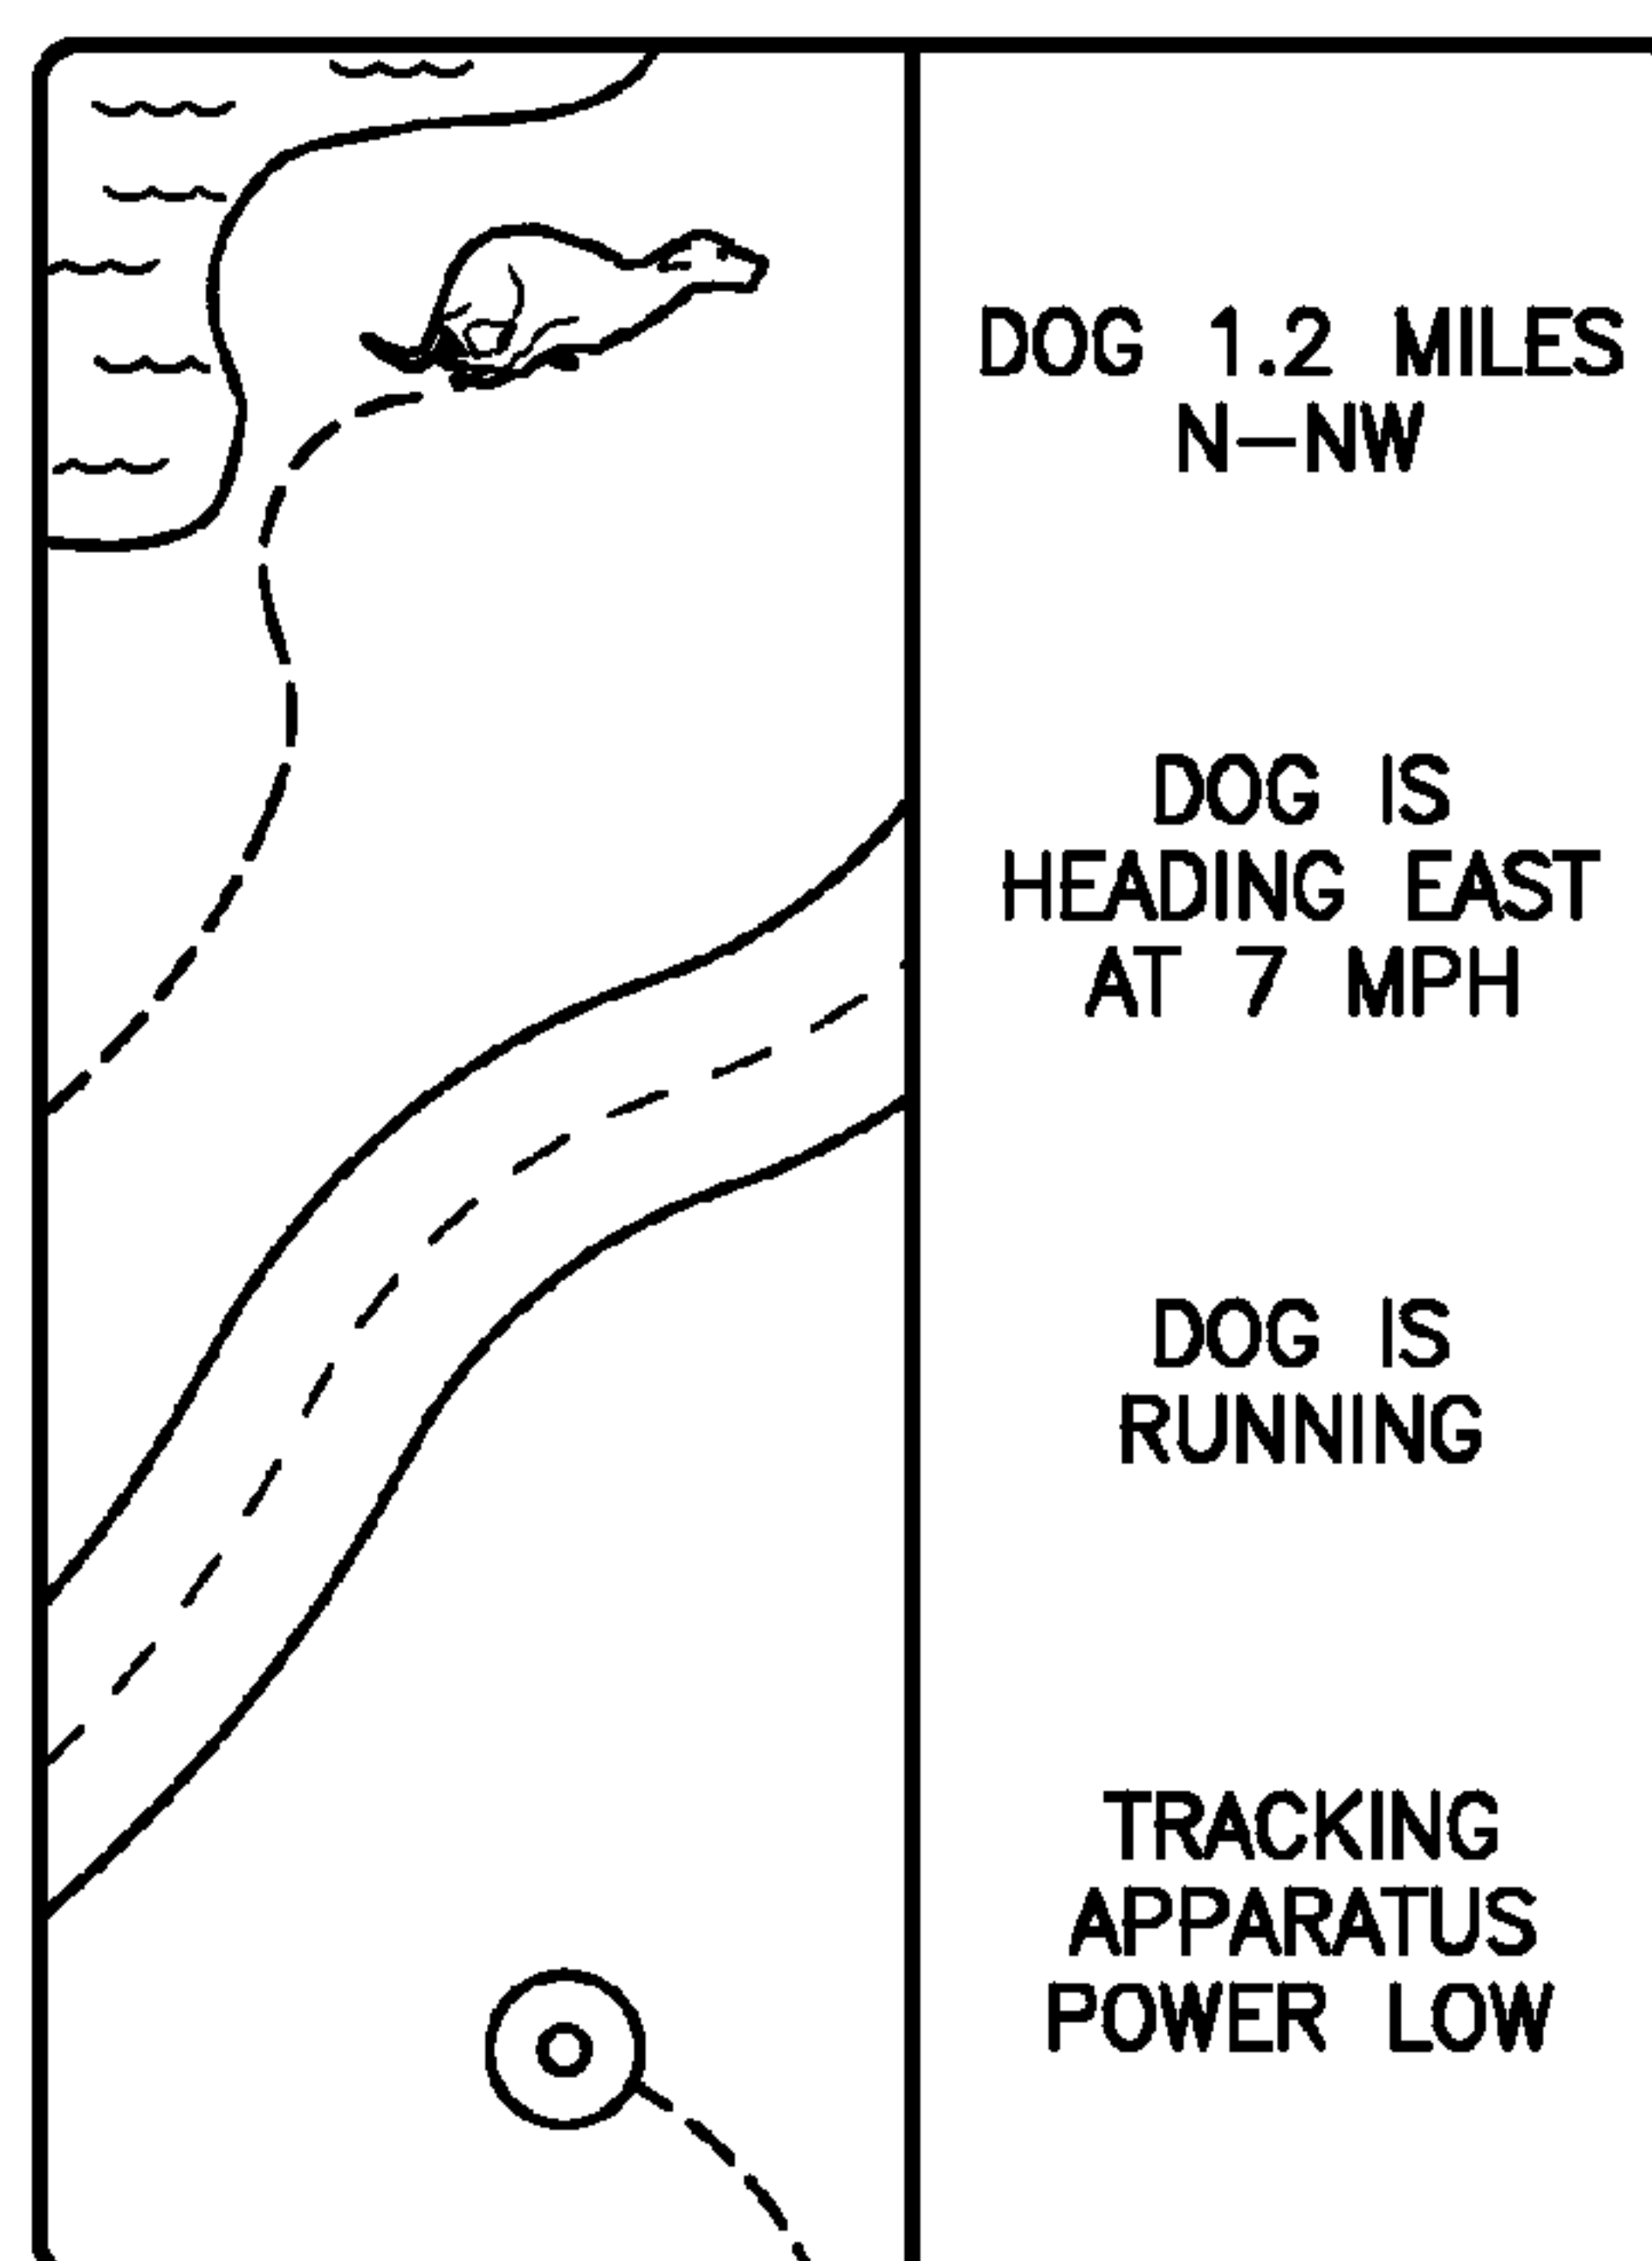 DOG 1.2 MILES
N-NW
DOG IS
HEADING EAST
AT 7 MPH
DOG IS
RUNNING
TRACKING
APPARATUS
POWER LOW